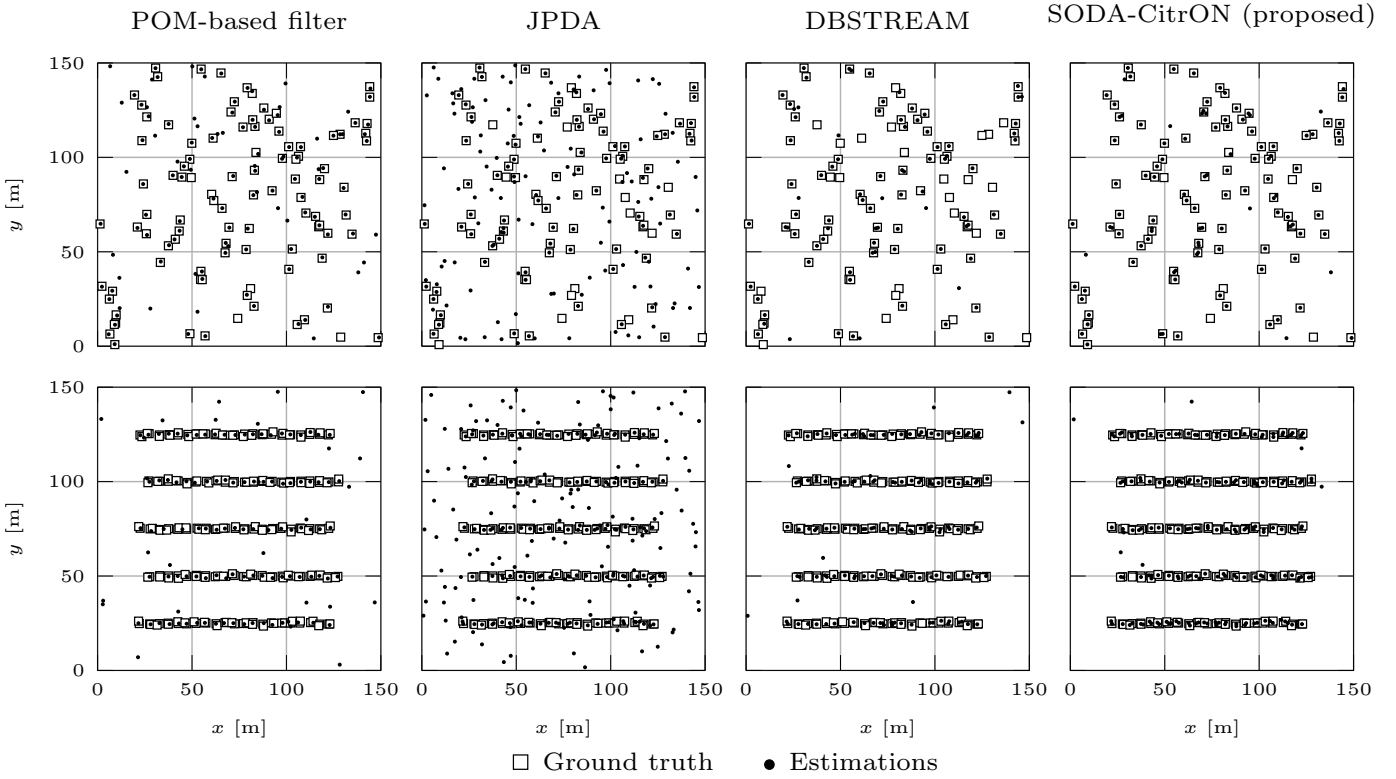 POM-based filter
JPDA
DBSTREAM
SODA-CitrON (proposed)
150
100
50
0
y [m]
150
100
50
0
y [m]
0 50 100 150
0 50 100 150
0 50 100 150
0 50 100 150
x [m]
x [m]
x [m]
x [m]
Ground truth
Estimations